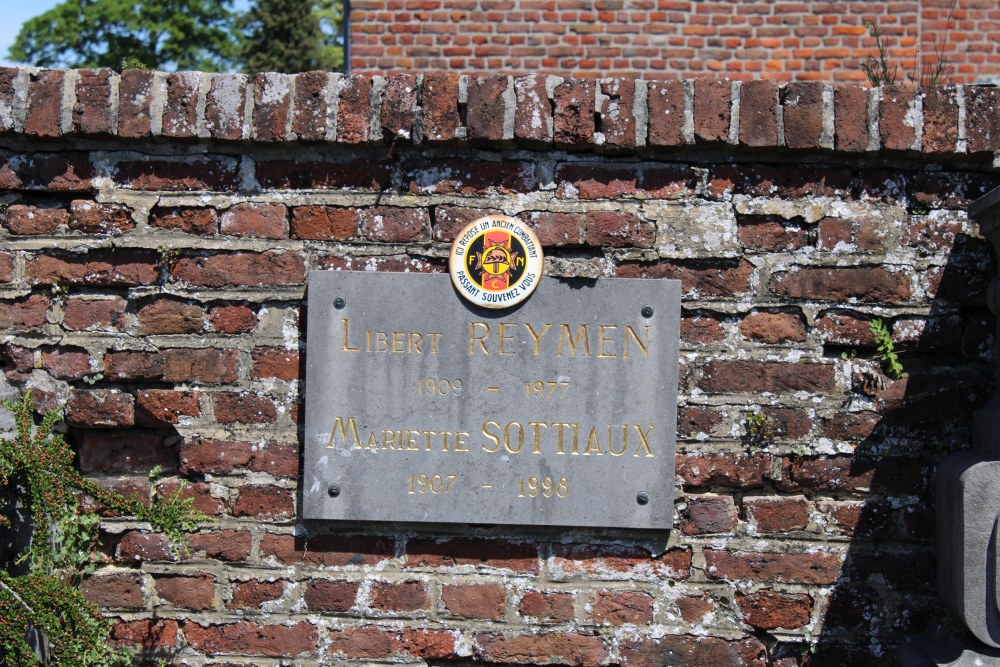 ICI REPOSE UN ANCIEN COMBATTANT
F N
C
PASSANT SOUVENEZ VOUS
LIBERT REYMEN
1909 - 1977
MARIETTE SOTTIAUX
1907 - 1998